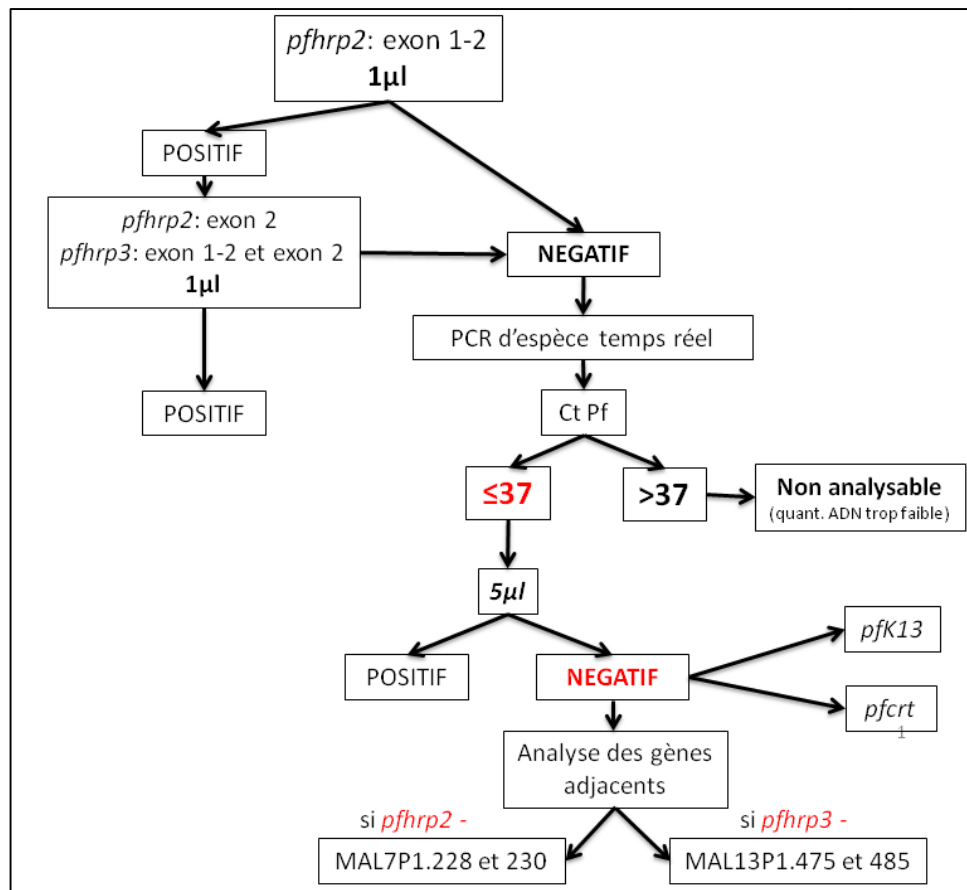 pfhrp2: exon 1-2
1µl
POSITIF
pfhrp2: exon 2
pfhrp3: exon 1-2 et exon 2
1µl
NEGATIF
PCR d'espèce temps réel
POSITIF
Ct Pf
≤37
>37
Non analysable
(quant. ADN trop faible)
5µl
POSITIF
NEGATIF
pfK13
pfcrt
1
Analyse des gènes
adjacents
si pfhrp2 -
si pfhrp3 -
MAL7P1.228 et 230
MAL13P1.475 et 485